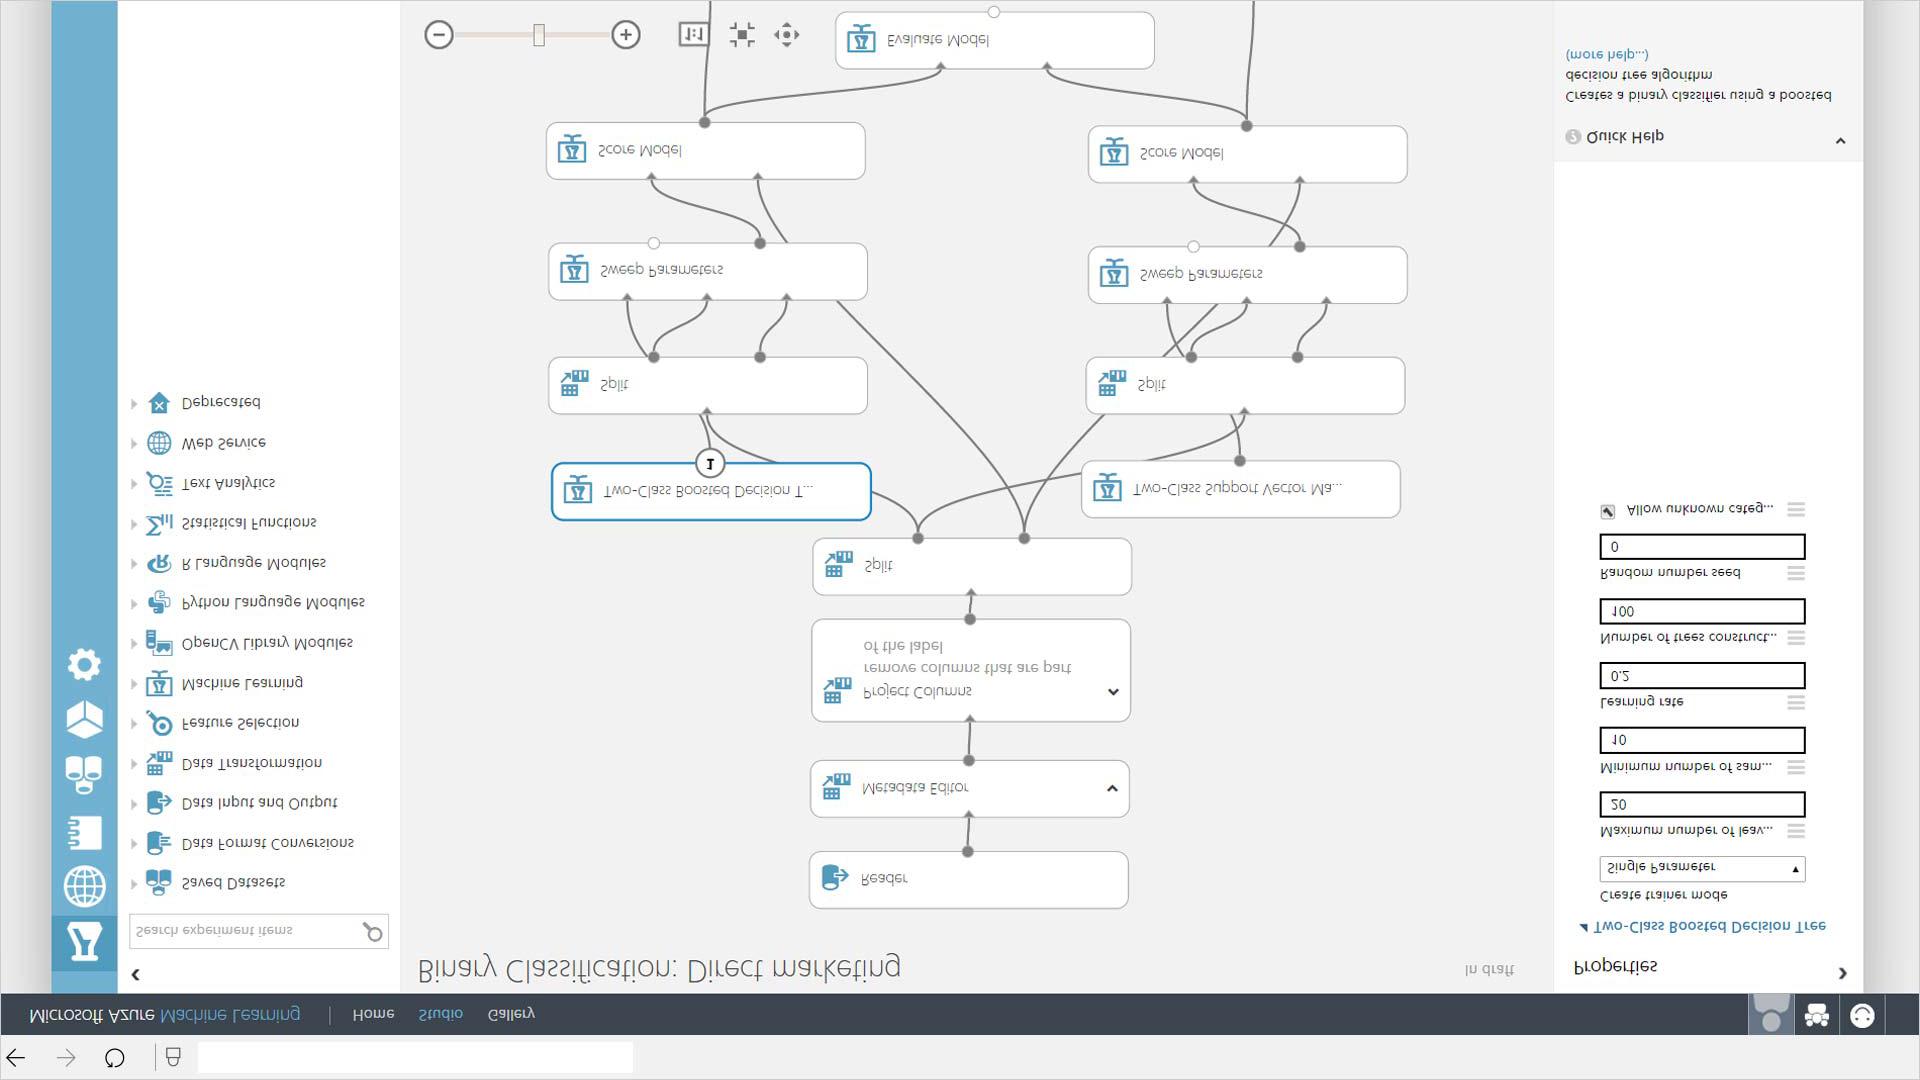 Microsoft Azure Machine Learning
Home
Studio
Gallery
Search experiment items
Saved Datasets
Data Format Conversions
Data Input and Output
Data Transformation
Feature Selection
Machine Learning
OpenCV Library Modules
Python Language Modules
R Language Modules
Statistical Functions
Text Analytics
Web Service
Deprecated
Binary Classification: Direct marketing
In draft
Reader
Metadata Editor
Project Columns
remove columns that are part
of the label
Split
Two-Class Boosted Decision T...
1
Two-Class Support Vector Ma...
Split
Split
Sweep Parameters
Sweep Parameters
Score Model
Score Model
Evaluate Model
1:1
Properties
Two-Class Boosted Decision Tree
Create trainer mode
Single Parameter
Maximum number of leav...
20
Minimum number of sam...
10
Learning rate
0.2
Number of trees construct...
100
Random number seed
0
Allow unknown categ...
? Quick Help
Creates a binary classifier using a boosted
decision tree algorithm
(more help...)